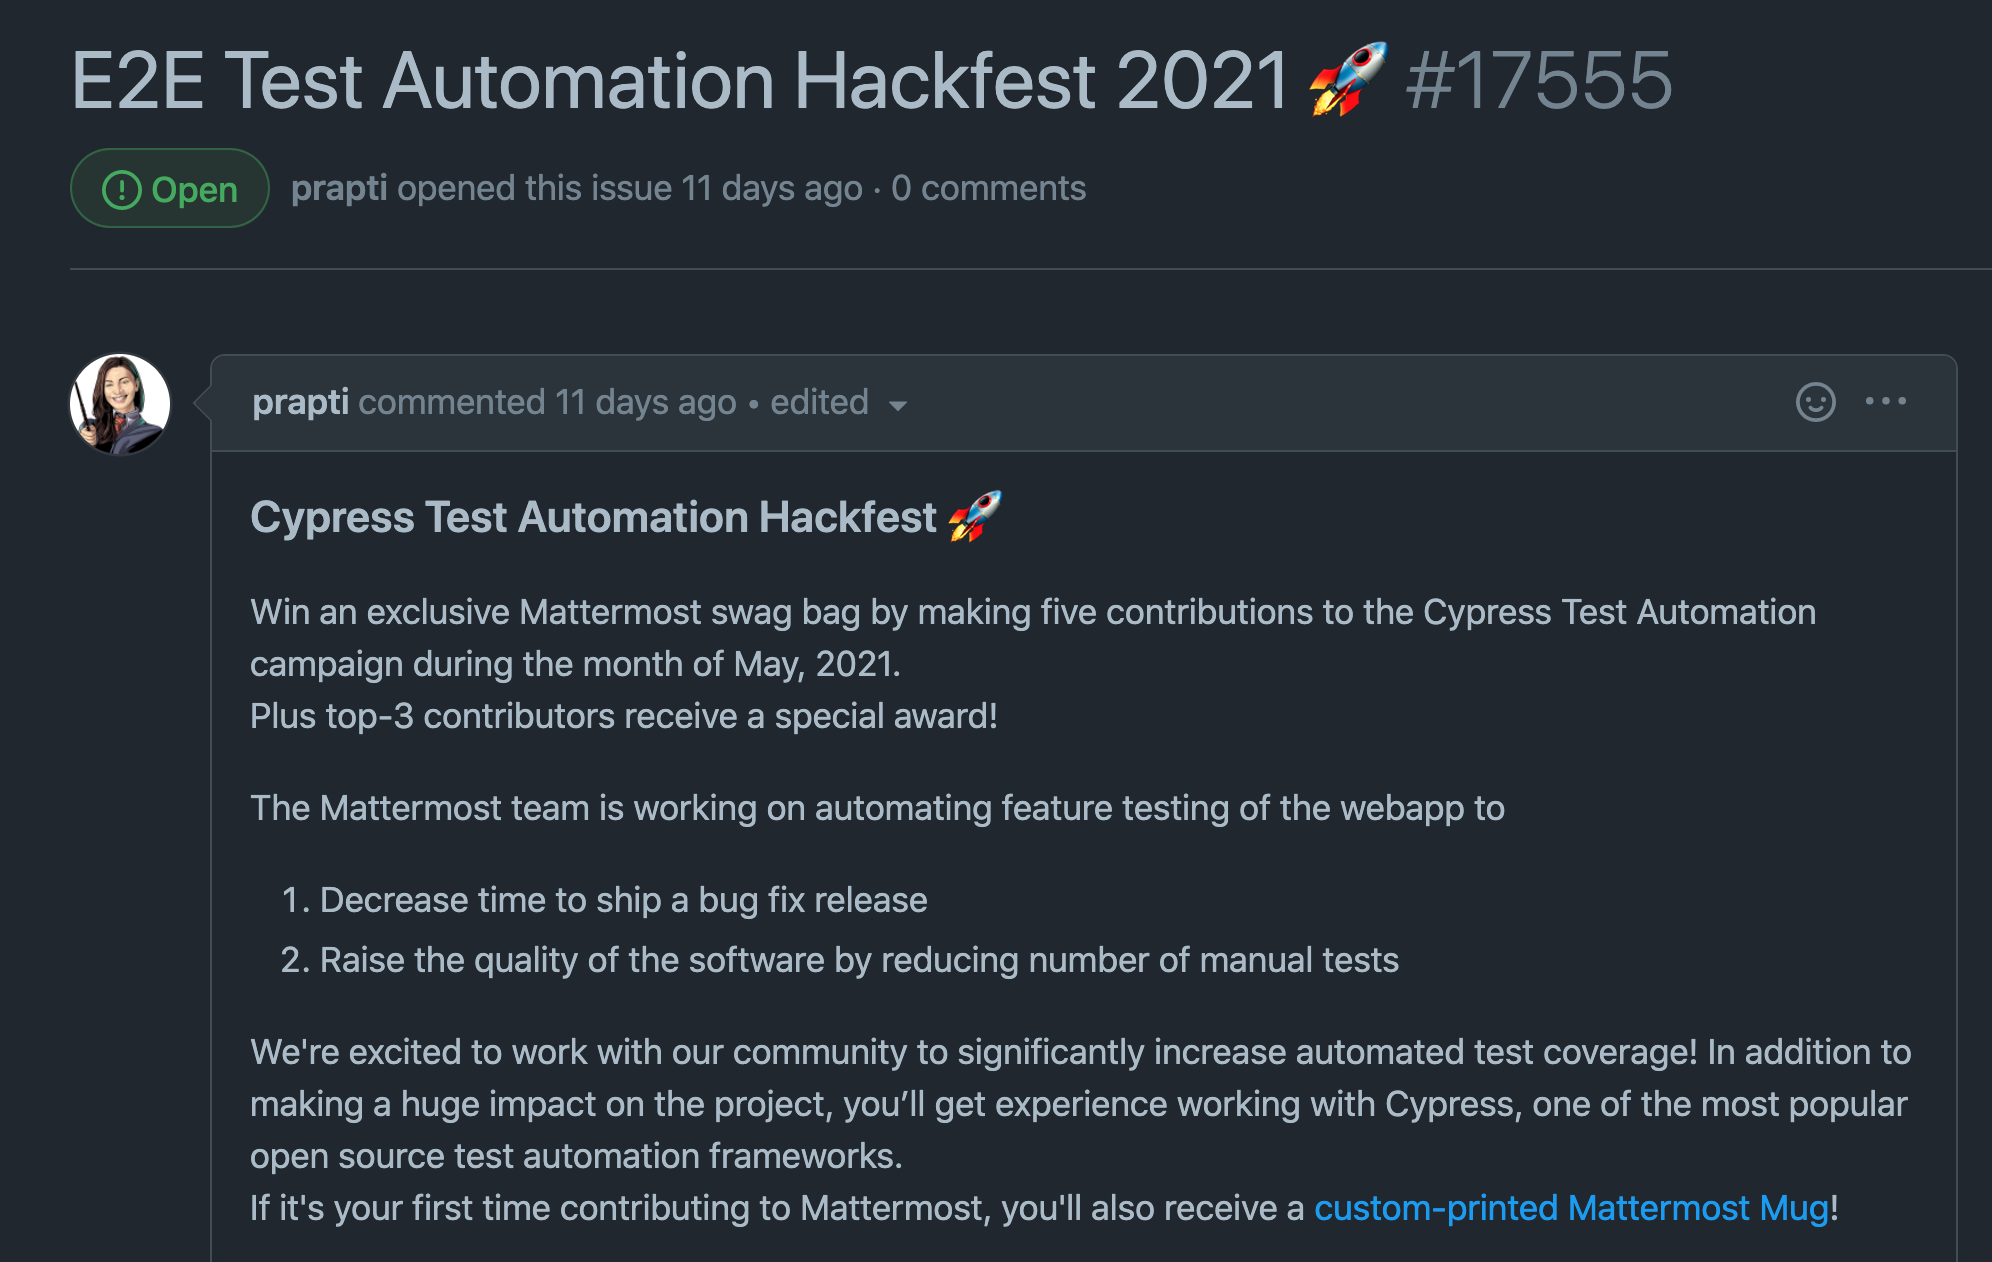 E2E Test Automation Hackfest 2021 🚀 #17555
Open prapti opened this issue 11 days ago · 0 comments
prapti commented 11 days ago • edited
Cypress Test Automation Hackfest 🚀
Win an exclusive Mattermost swag bag by making five contributions to the Cypress Test Automation
campaign during the month of May, 2021.
Plus top-3 contributors receive a special award!
The Mattermost team is working on automating feature testing of the webapp to
1. Decrease time to ship a bug fix release
2. Raise the quality of the software by reducing number of manual tests
We're excited to work with our community to significantly increase automated test coverage! In addition to
making a huge impact on the project, you’ll get experience working with Cypress, one of the most popular
open source test automation frameworks.
If it's your first time contributing to Mattermost, you'll also receive a custom-printed Mattermost Mug!